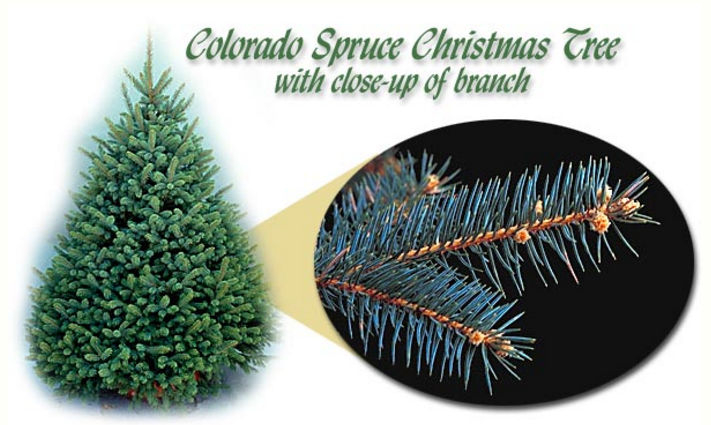 Colorado Spruce Christmas Tree
with close-up of branch